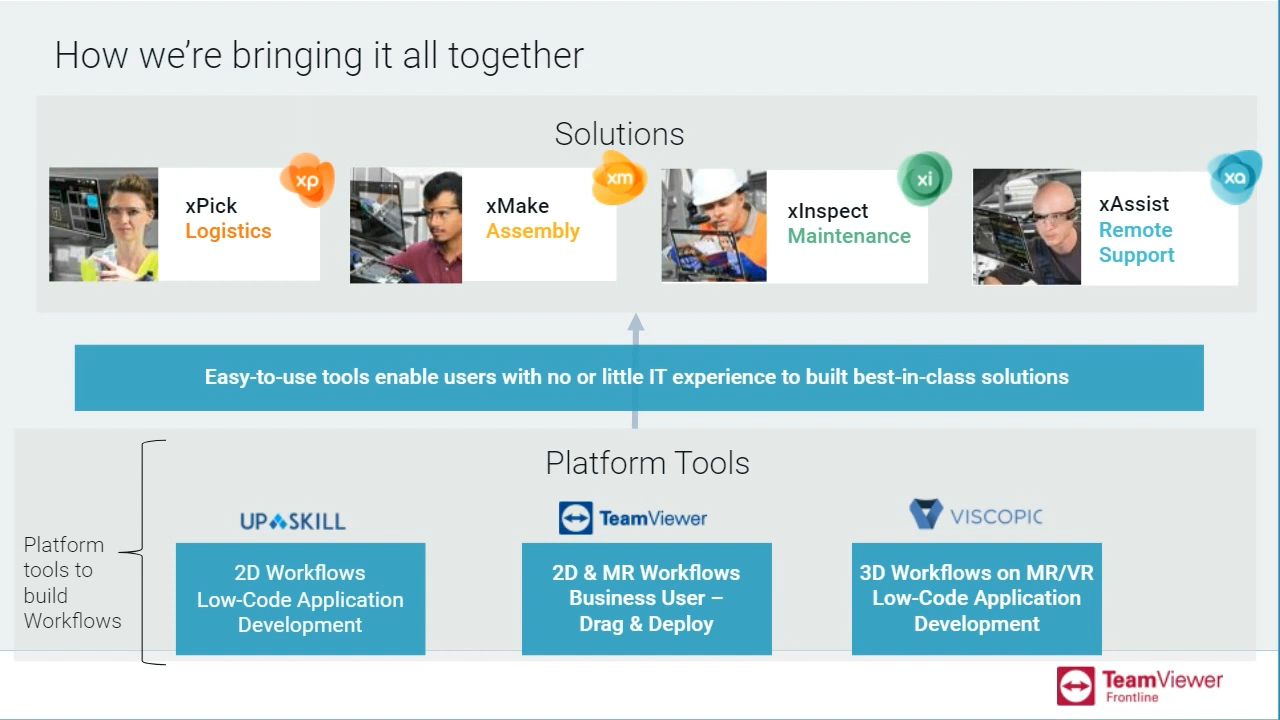 How we're bringing it all together
Solutions
xp
xPick
Logistics
xm
xMake
Assembly
xi
xInspect
Maintenance
xa
xAssist
Remote
Support
Easy-to-use tools enable users with no or little IT experience to built best-in-class solutions
Platform Tools
Platform
tools to
build
Workflows
UPSKILL
2D Workflows
Low-Code Application
Development
TeamViewer
2D & MR Workflows
Business User –
Drag & Deploy
VISCOPIC
3D Workflows on MR/VR
Low-Code Application
Development
TeamViewer
Frontline